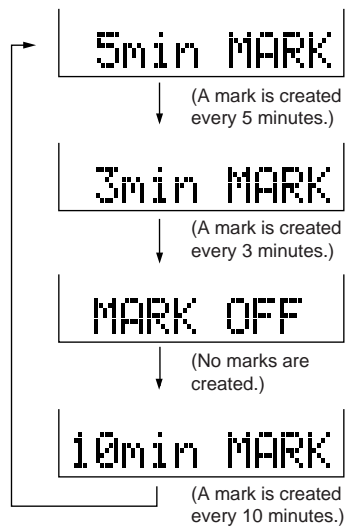 5min MARK
(A mark is created
every 5 minutes.)
3min MARK
(A mark is created
every 3 minutes.)
MARK OFF
(No marks are
created.)
10min MARK
(A mark is created
every 10 minutes.)